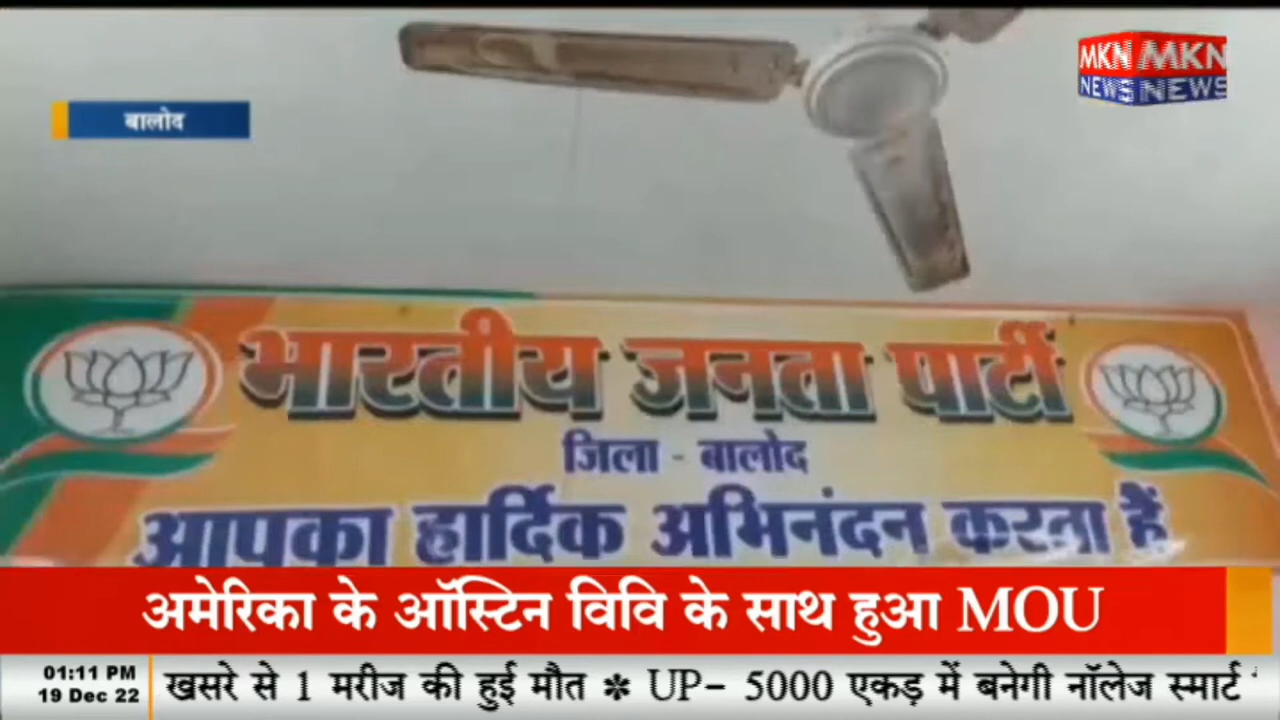 MKN MKN
NEWS NEWS
बालोद
भारतीय जनता पार्टी
जिला - बालोद
आपका हार्दिक अभिनंदन करता हैं
अमेरिका के ऑस्टिन विवि के साथ हुआ MOU
01:11 PM
19 Dec 22
खसरे से 1 मरीज की हुई मौत * UP- 5000 एकड़ में बनेगी नॉलेज स्मार्ट